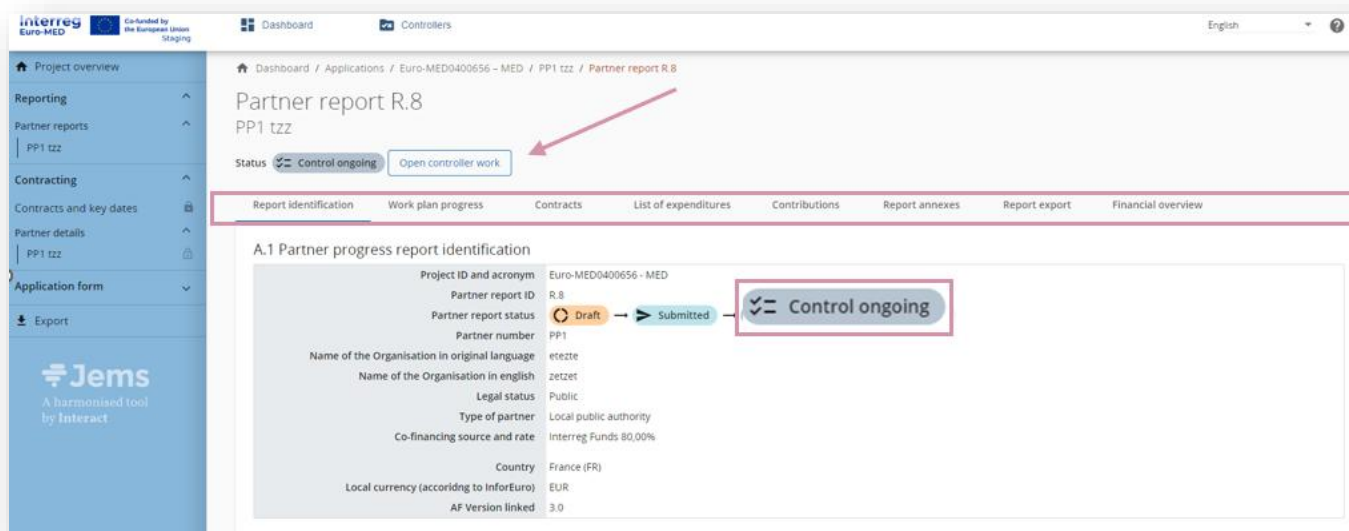 Interreg
Euro-MED
Co-funded by
the European Union
Staging
Dashboard
Controllers
English
Project overview
Reporting
Partner reports
PP1 tzz
Contracting
Contracts and key dates
Partner details
PP1 tzz
Application form
Export
Jems
A harmonised tool
by Interact
Dashboard / Applications / Euro-MED0400656 – MED / PP1 tzz / Partner report R.8
Partner report R.8
PP1 tzz
Status Control ongoing Open controller work
Report identification Work plan progress Contracts List of expenditures Contributions Report annexes Report export Financial overview
A.1 Partner progress report identification
Project ID and acronym Euro-MED0400656 - MED
Partner report ID R.8
Partner report status Draft → Submitted → Control ongoing
Partner number PP1
Name of the Organisation in original language etezte
Name of the Organisation in english zetzet
Legal status Public
Type of partner Local public authority
Co-financing source and rate Interreg Funds 80,00%
Country France (FR)
Local currency (accoridng to InforEuro) EUR
AF Version linked 3.0